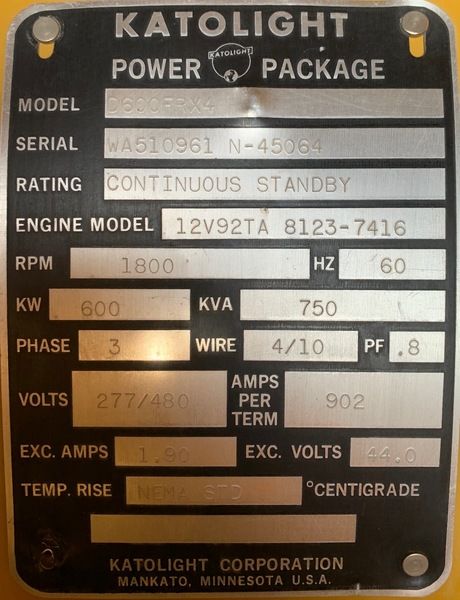 KATOLIGHT
POWER KATOLIGHT PACKAGE
MODEL D600FRX4
SERIAL WA510961 N-45064
RATING CONTINUOUS STANDBY
ENGINE MODEL 12V92TA 8123-7416
RPM 1800 HZ 60
KW 600 KVA 750
PHASE 3 WIRE 4/10 PF .8
VOLTS 277/480 AMPS PER TERM 902
EXC. AMPS 1.90 EXC. VOLTS 44.0
TEMP. RISE NEMA STD °CENTIGRADE
KATOLIGHT CORPORATION
MANKATO, MINNESOTA U.S.A.